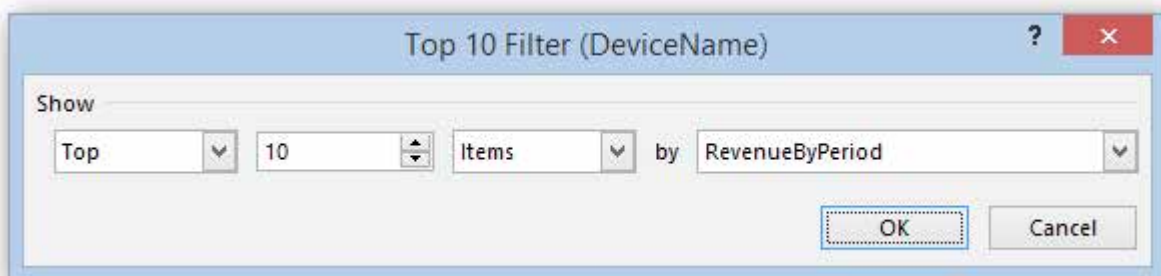 Top 10 Filter (DeviceName) ? ×
Show
Top 10 Items by RevenueByPeriod
OK Cancel